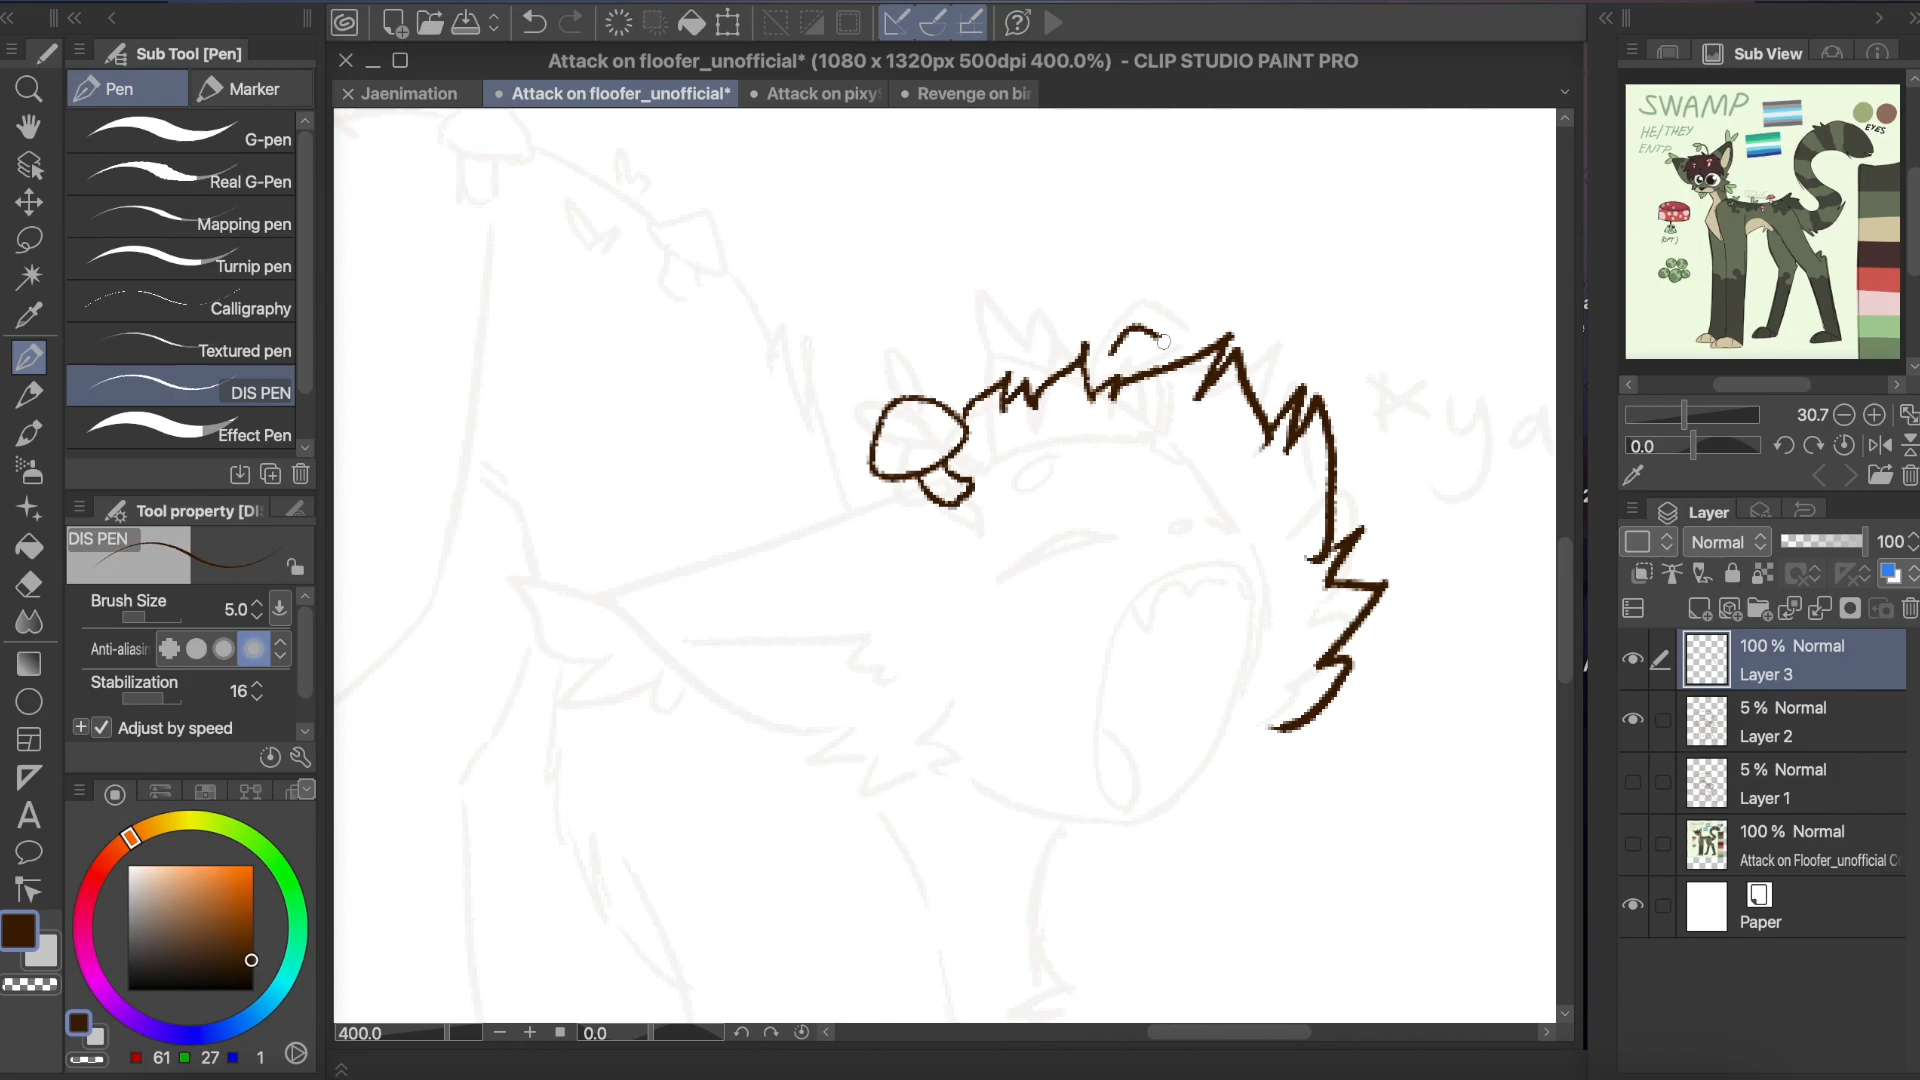 Sub Tool [Pen]
Pen
Marker
G-pen
Real G-Pen
Mapping pen
Turnip pen
Calligraphy
Textured pen
DIS PEN
Effect Pen
Tool property [DI
DIS PEN
Brush Size
5.0
Anti-aliasin
Stabilization
16
Adjust by speed
61 27 1
Attack on floofer_unofficial* (1080 x 1320px 500dpi 400.0%) - CLIP STUDIO PAINT PRO
Jaenimation
Attack on floofer_unofficial*
Attack on pixy
Revenge on bir
Kya
400.0
0.0
Sub View
SWAMP
HE/THEY
ENTP
EYES
30.7
0.0
Layer
Normal
100
100 % Normal
Layer 3
5 % Normal
Layer 2
5 % Normal
Layer 1
100 % Normal
Attack on Floofer_unofficial C
Paper